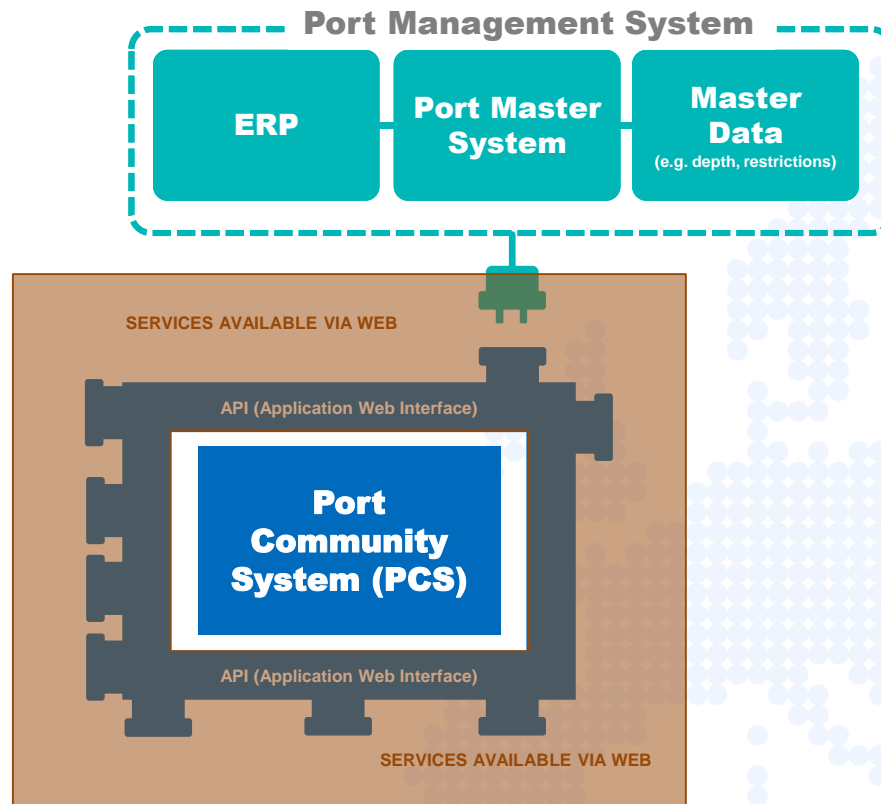 Port Management System
ERP
Port Master
System
Master
Data
(e.g. depth, restrictions)
SERVICES AVAILABLE VIA WEB
API (Application Web Interface)
Port
Community
System (PCS)
API (Application Web Interface)
SERVICES AVAILABLE VIA WEB